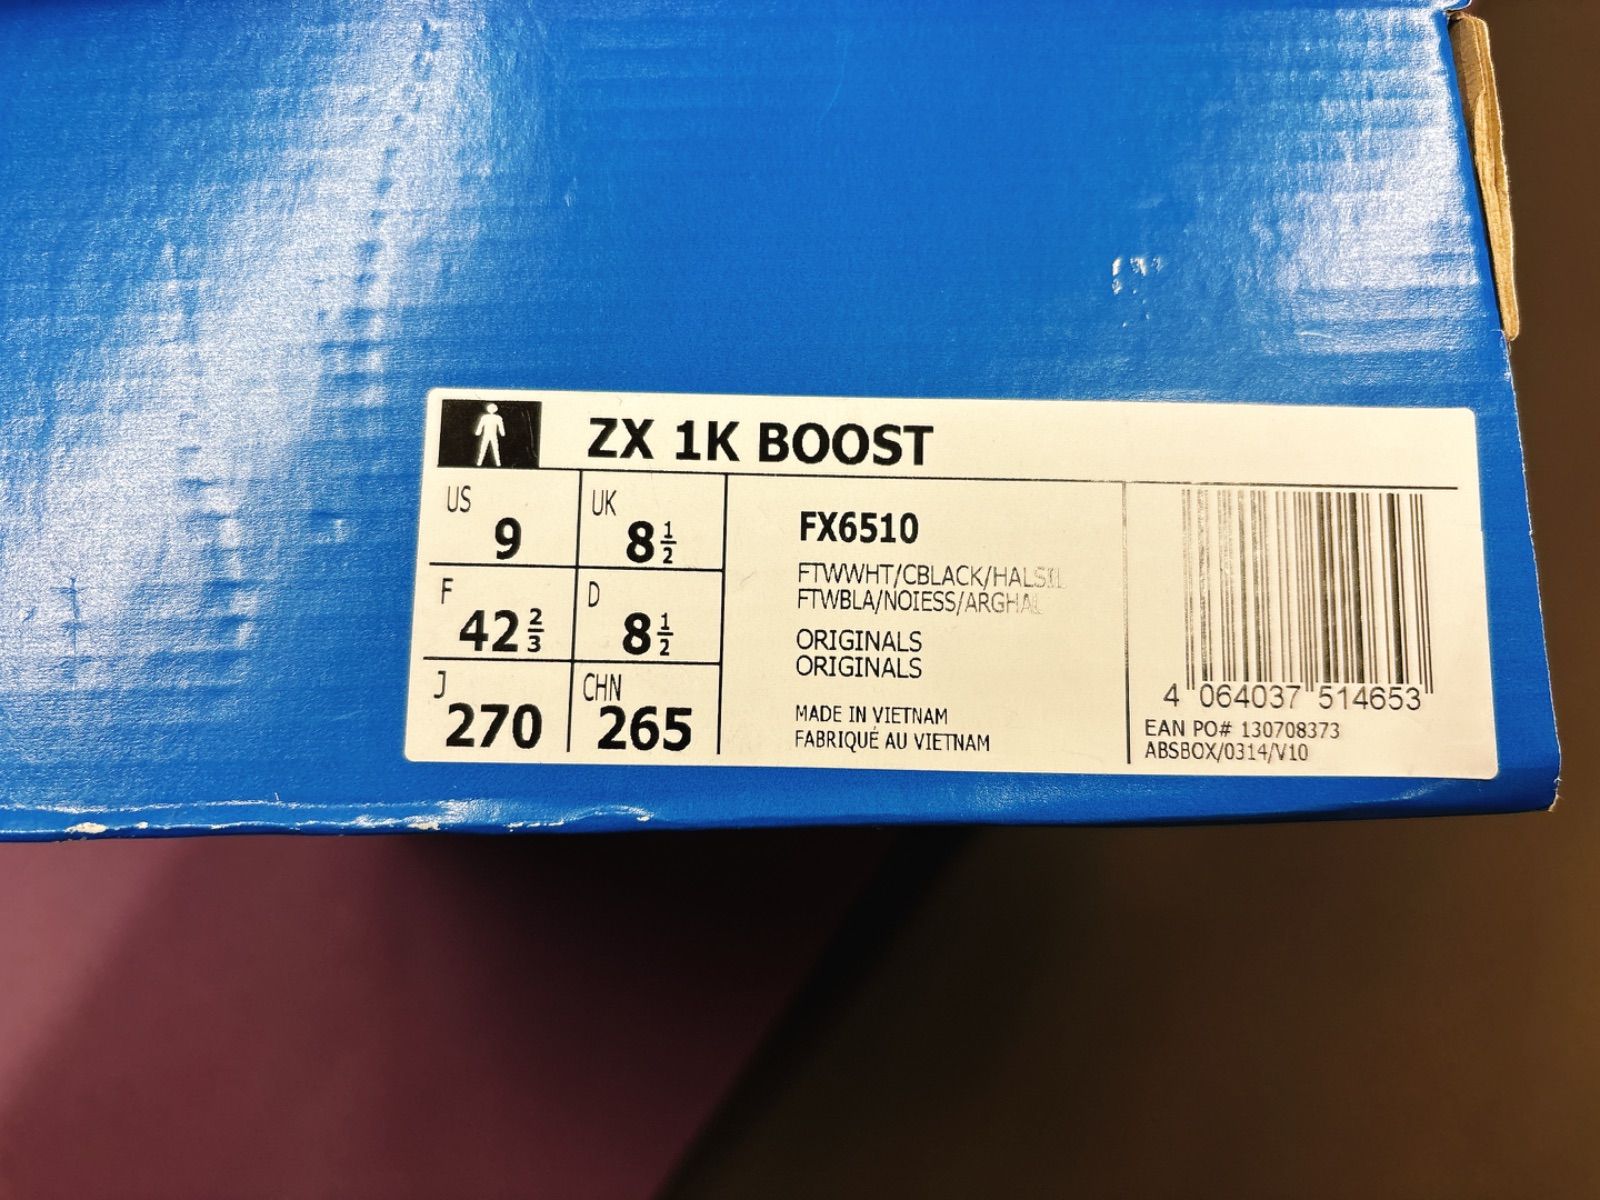 ZX 1K BOOST
US 9
UK 8 1/2
F 42 2/3
D 8 1/2
J 270
CHN 265
FX6510
FTWWHT/CBLACK/HALSIL
FTWBLA/NOIESS/ARGHAL
ORIGINALS
ORIGINALS
MADE IN VIETNAM
FABRIQUÉ AU VIETNAM
4 064037 514653
EAN PO# 130708373
ABSBOX/0314/V10